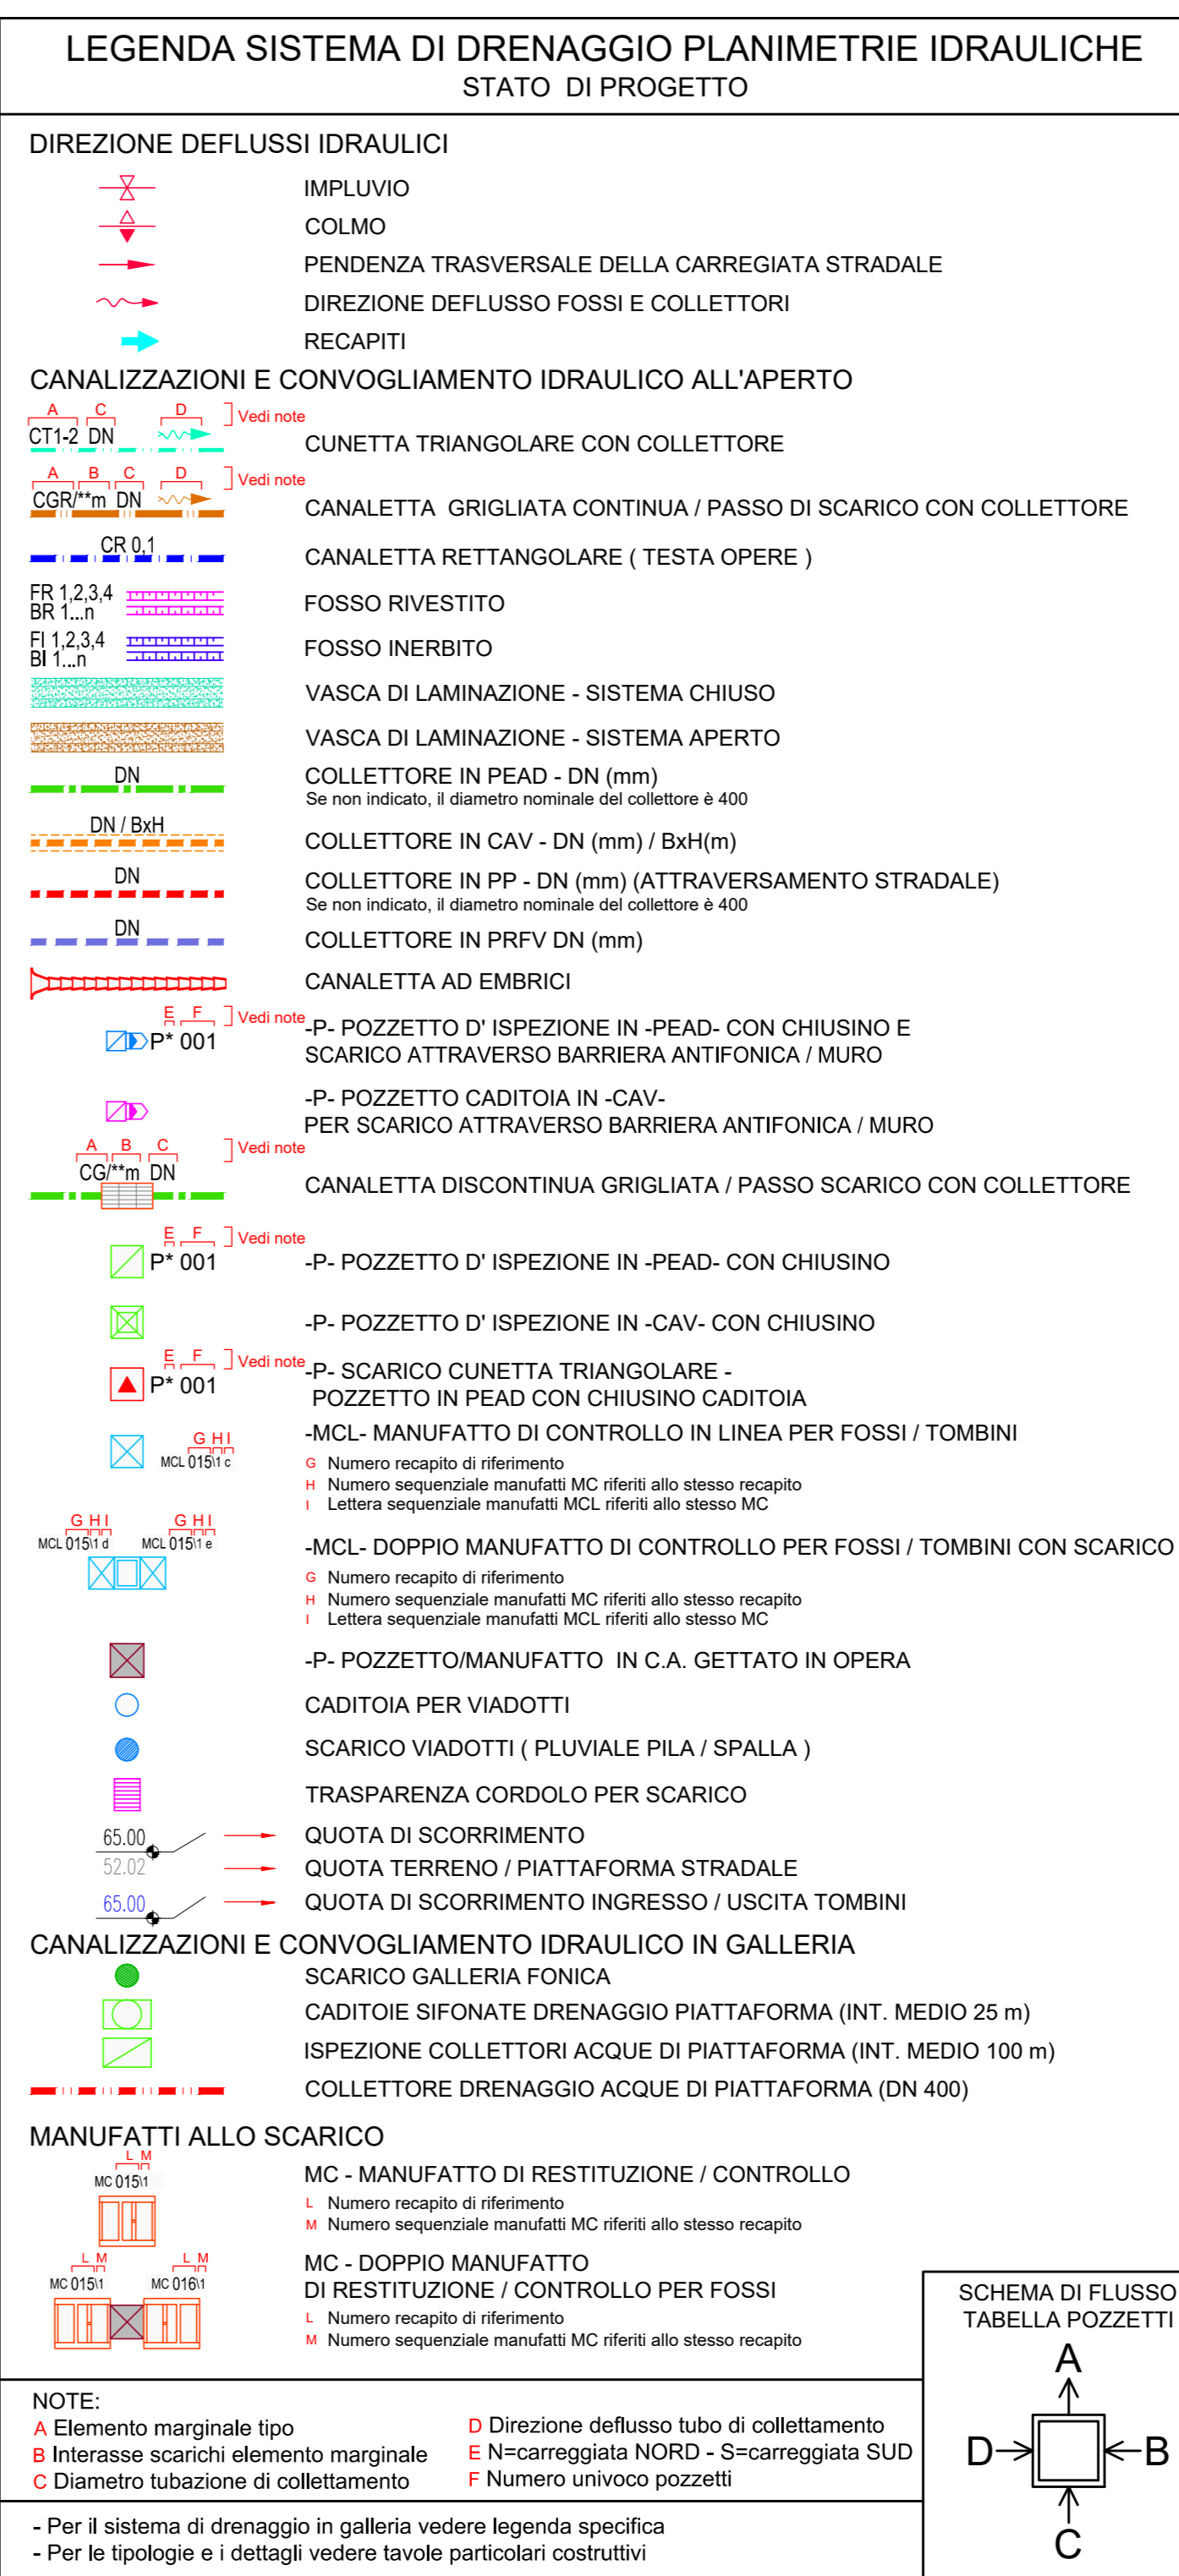 LEGENDA SISTEMA DI DRENAGGIO PLANIMETRIE IDRAULICHE
STATO DI PROGETTO
DIREZIONE DEFLUSSI IDRAULICI
IMPLUVIO
COLMO
PENDENZA TRASVERSALE DELLA CARREGIATA STRADALE
DIREZIONE DEFLUSSO FOSSI E COLLETTORI
RECAPITI
CANALIZZAZIONI E CONVOGLIAMENTO IDRAULICO ALL'APERTO
A C D Vedi note
CT1-2 DN
CUNETTA TRIANGOLARE CON COLLETTORE
A B C D Vedi note
CGR/**m DN
CANALETTA GRIGLIATA CONTINUA / PASSO DI SCARICO CON COLLETTORE
CR 0,1
CANALETTA RETTANGOLARE ( TESTA OPERE )
FR 1,2,3,4
BR 1...n
FOSSO RIVESTITO
FI 1,2,3,4
BI 1...n
FOSSO INERBITO
VASCA DI LAMINAZIONE - SISTEMA CHIUSO
VASCA DI LAMINAZIONE - SISTEMA APERTO
DN
COLLETTORE IN PEAD - DN (mm)
Se non indicato, il diametro nominale del collettore è 400
DN / BxH
COLLETTORE IN CAV - DN (mm) / BxH(m)
DN
COLLETTORE IN PP - DN (mm) (ATTRAVERSAMENTO STRADALE)
Se non indicato, il diametro nominale del collettore è 400
DN
COLLETTORE IN PRFV DN (mm)
CANALETTA AD EMBRICI
E F Vedi note
P* 001
-P- POZZETTO D' ISPEZIONE IN -PEAD- CON CHIUSINO E
SCARICO ATTRAVERSO BARRIERA ANTIFONICA / MURO
-P- POZZETTO CADITOIA IN -CAV-
PER SCARICO ATTRAVERSO BARRIERA ANTIFONICA / MURO
A B C Vedi note
CG/**m DN
CANALETTA DISCONTINUA GRIGLIATA / PASSO SCARICO CON COLLETTORE
E F Vedi note
P* 001
-P- POZZETTO D' ISPEZIONE IN -PEAD- CON CHIUSINO
-P- POZZETTO D' ISPEZIONE IN -CAV- CON CHIUSINO
E F Vedi note
P* 001
-P- SCARICO CUNETTA TRIANGOLARE -
POZZETTO IN PEAD CON CHIUSINO CADITOIA
G H I
MCL 015\1 c
-MCL- MANUFATTO DI CONTROLLO IN LINEA PER FOSSI / TOMBINI
G Numero recapito di riferimento
H Numero sequenziale manufatti MC riferiti allo stesso recapito
I Lettera sequenziale manufatti MCL riferiti allo stesso MC
G H I G H I
MCL 015\1 d MCL 015\1 e
-MCL- DOPPIO MANUFATTO DI CONTROLLO PER FOSSI / TOMBINI CON SCARICO
G Numero recapito di riferimento
H Numero sequenziale manufatti MC riferiti allo stesso recapito
I Lettera sequenziale manufatti MCL riferiti allo stesso MC
-P- POZZETTO/MANUFATTO IN C.A. GETTATO IN OPERA
CADITOIA PER VIADOTTI
SCARICO VIADOTTI ( PLUVIALE PILA / SPALLA )
TRASPARENZA CORDOLO PER SCARICO
65.00
QUOTA DI SCORRIMENTO
52.02
QUOTA TERRENO / PIATTAFORMA STRADALE
65.00
QUOTA DI SCORRIMENTO INGRESSO / USCITA TOMBINI
CANALIZZAZIONI E CONVOGLIAMENTO IDRAULICO IN GALLERIA
SCARICO GALLERIA FONICA
CADITOIE SIFONATE DRENAGGIO PIATTAFORMA (INT. MEDIO 25 m)
ISPEZIONE COLLETTORI ACQUE DI PIATTAFORMA (INT. MEDIO 100 m)
COLLETTORE DRENAGGIO ACQUE DI PIATTAFORMA (DN 400)
MANUFATTI ALLO SCARICO
L M
MC 015\1
MC - MANUFATTO DI RESTITUZIONE / CONTROLLO
L Numero recapito di riferimento
M Numero sequenziale manufatti MC riferiti allo stesso recapito
L M L M
MC 015\1 MC 016\1
MC - DOPPIO MANUFATTO
DI RESTITUZIONE / CONTROLLO PER FOSSI
L Numero recapito di riferimento
M Numero sequenziale manufatti MC riferiti allo stesso recapito
SCHEMA DI FLUSSO
TABELLA POZZETTI
A
D B
C
NOTE:
A Elemento marginale tipo
B Interasse scarichi elemento marginale
C Diametro tubazione di collettamento
D Direzione deflusso tubo di collettamento
E N=carreggiata NORD - S=carreggiata SUD
F Numero univoco pozzetti
- Per il sistema di drenaggio in galleria vedere legenda specifica
- Per le tipologie e i dettagli vedere tavole particolari costruttivi